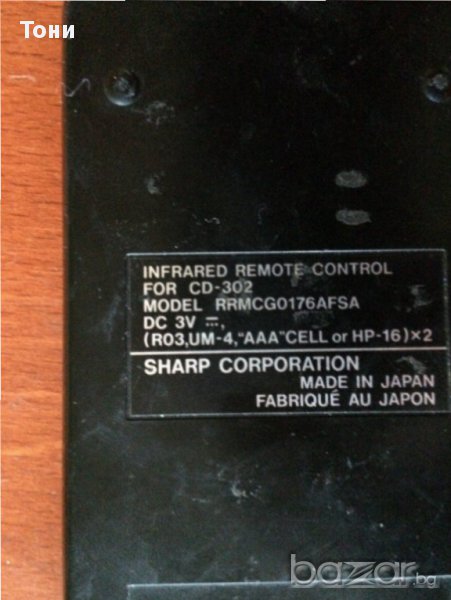 Тони
INFRARED REMOTE CONTROL
FOR CD-302
MODEL RRMCG0176AFSA
DC 3V ⎓,
(RO3,UM-4,"AAA"CELL or HP-16)×2
SHARP CORPORATION
MADE IN JAPAN
FABRIQUÉ AU JAPON
bazar.bg